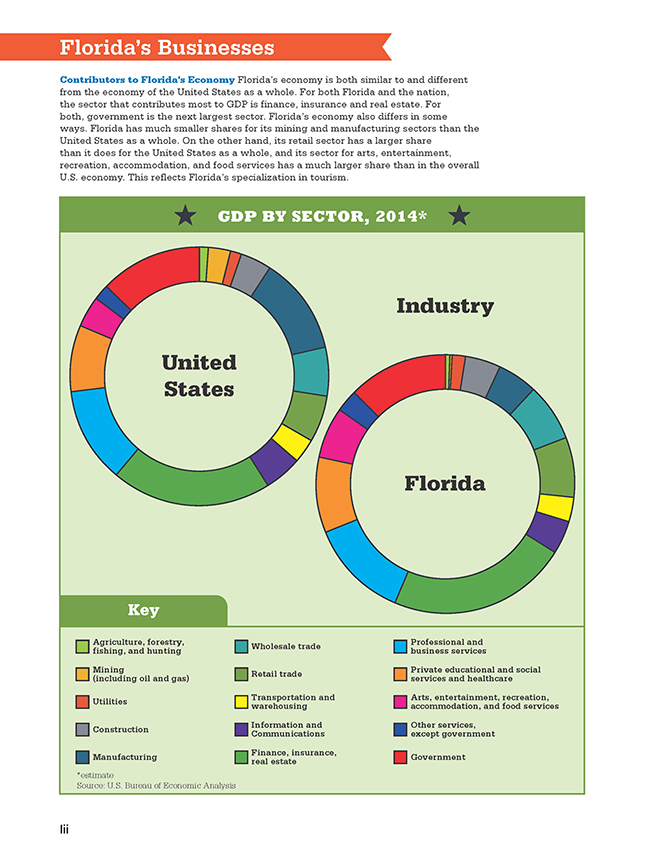 Florida's Businesses
Contributors to Florida's Economy Florida's economy is both similar to and different
from the economy of the United States as a whole. For both Florida and the nation,
the sector that contributes most to GDP is finance, insurance and real estate. For
both, government is the next largest sector. Florida's economy also differs in some
ways. Florida has much smaller shares for its mining and manufacturing sectors than the
United States as a whole. On the other hand, its retail sector has a larger share
than it does for the United States as a whole, and its sector for arts, entertainment,
recreation, accommodation, and food services has a much larger share than in the overall
U.S. economy. This reflects Florida's specialization in tourism.
GDP BY SECTOR, 2014*
Industry
United
States
Florida
Key
Agriculture, forestry,
fishing, and hunting
Mining
(including oil and gas)
Utilities
Construction
Manufacturing
Wholesale trade
Retail trade
Transportation and
warehousing
Information and
Communications
Finance, insurance,
real estate
Professional and
business services
Private educational and social
services and healthcare
Arts, entertainment, recreation,
accommodation, and food services
Other services,
except government
Government
*estimate
Source: U.S. Bureau of Economic Analysis
lii